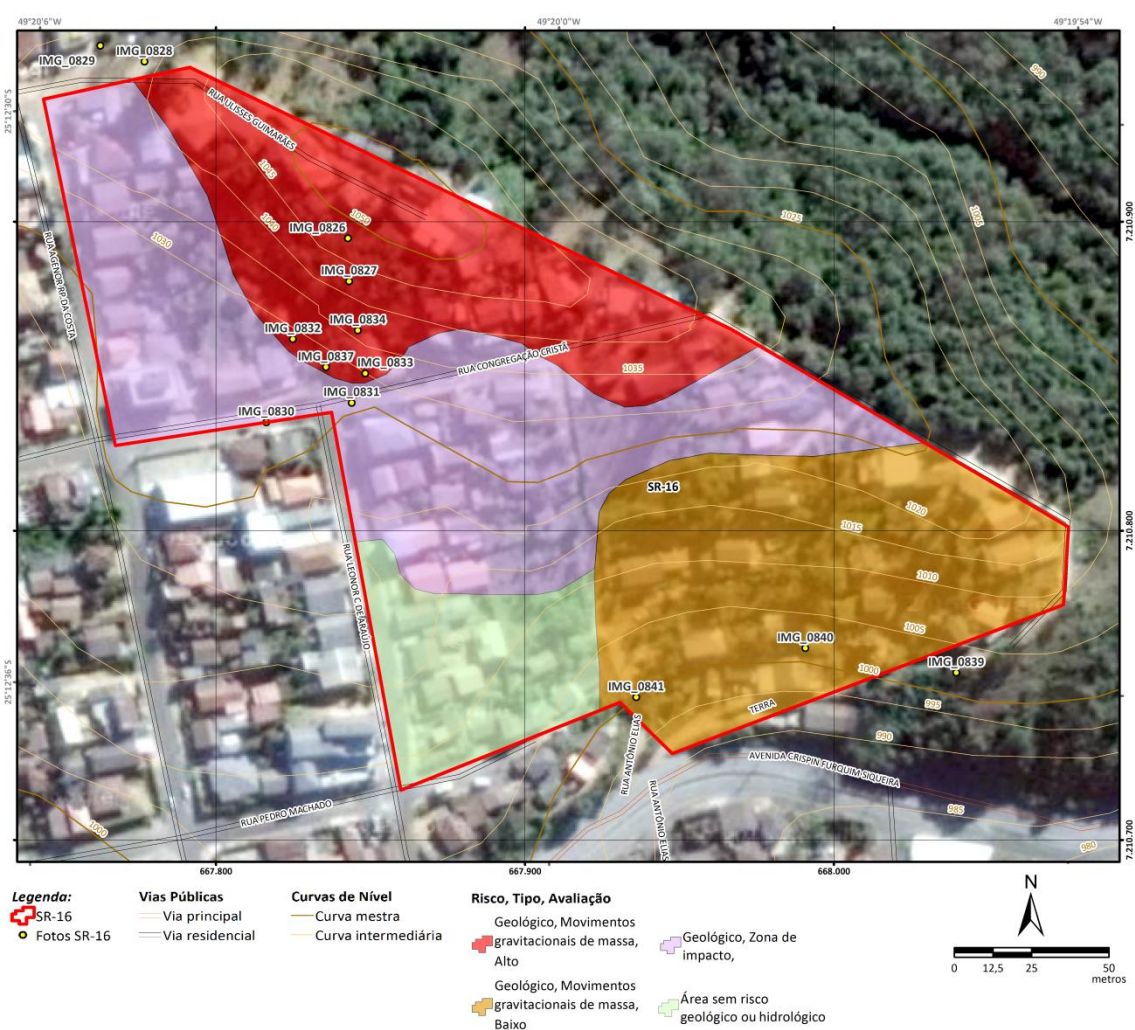 49°20'6"W
49°20'0"W
49°19'54"W
IMG_0828
IMG_0829
990
25°12'30"S
RUA ULISSES GUIMARÃES
1045
1050
1040
1025
1005
7.210.900
IMG_0826
1030
RUA AGENOR RP. DA COSTA
IMG_0827
IMG_0834
IMG_0832
RUA CONGREGAÇÃO CRISTÃ
IMG_0837
IMG_0833
1035
IMG_0831
IMG_0830
SR-16
1020
1015
7.210.800
RUA LEONOR C DE ARAÚJO
1010
1005
IMG_0840
IMG_0839
1000
25°12'36"S
IMG_0841
TERRA
995
990
RUA ANTÔNIO ELIAS
AVENIDA CRISPIN FURQUIM SIQUEIRA
RUA PEDRO MACHADO
RUA ANTÔNIO ELIAS
985
1000
980
7.210.700
667.800
667.900
668.000
Legenda:
SR-16
Fotos SR-16
Vias Públicas
Via principal
Via residencial
Curvas de Nível
Curva mestra
Curva intermediária
Risco, Tipo, Avaliação
Geológico, Movimentos
gravitacionais de massa,
Alto
Geológico, Movimentos
gravitacionais de massa,
Baixo
Geológico, Zona de
impacto,
Área sem risco
geológico ou hidrológico
N
0
12,5
25
50
metros